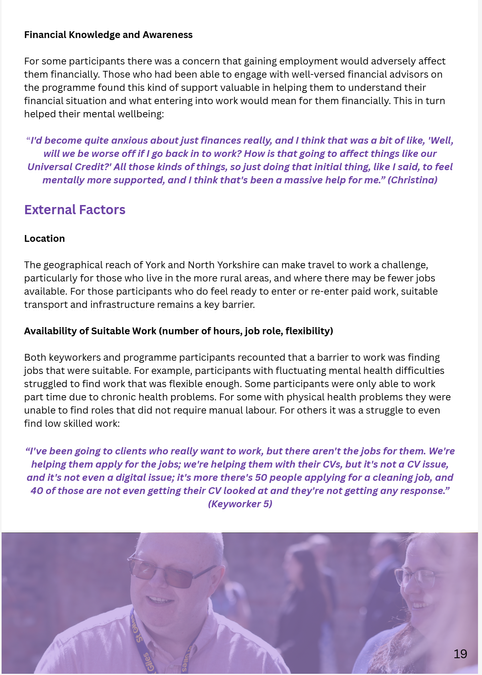 Financial Knowledge and Awareness
For some participants there was a concern that gaining employment would adversely affect
them financially. Those who had been able to engage with well-versed financial advisors on
the programme found this kind of support valuable in helping them to understand their
financial situation and what entering into work would mean for them financially. This in turn
helped their mental wellbeing:
“I'd become quite anxious about just finances really, and I think that was a bit of like, 'Well,
will we be worse off if I go back in to work? How is that going to affect things like our
Universal Credit?' All those kinds of things, so just doing that initial thing, like I said, to feel
mentally more supported, and I think that's been a massive help for me.” (Christina)
External Factors
Location
The geographical reach of York and North Yorkshire can make travel to work a challenge,
particularly for those who live in the more rural areas, and where there may be fewer jobs
available. For those participants who do feel ready to enter or re-enter paid work, suitable
transport and infrastructure remains a key barrier.
Availability of Suitable Work (number of hours, job role, flexibility)
Both keyworkers and programme participants recounted that a barrier to work was finding
jobs that were suitable. For example, participants with fluctuating mental health difficulties
struggled to find work that was flexible enough. Some participants were only able to work
part time due to chronic health problems. For some with physical health problems they were
unable to find roles that did not require manual labour. For others it was a struggle to even
find low skilled work:
“I've been going to clients who really want to work, but there aren't the jobs for them. We're
helping them apply for the jobs; we're helping them with their CVs, but it's not a CV issue,
and it's not even a digital issue; it's more there's 50 people applying for a cleaning job, and
40 of those are not even getting their CV looked at and they're not getting any response.”
(Keyworker 5)
19